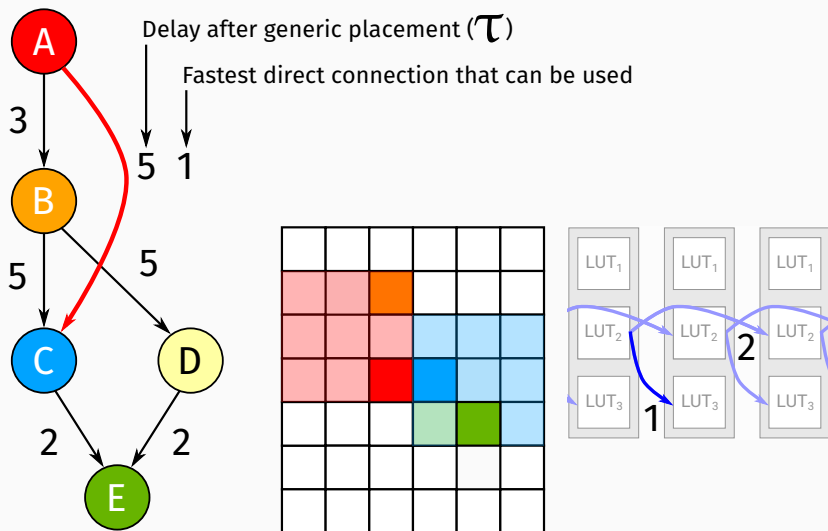 A
Delay after generic placement (τ)
Fastest direct connection that can be used
3
5 1
B
5
5
C
D
2
2
E
LUT1 LUT1 LUT1
LUT2 LUT2 LUT2
2
LUT3 LUT3 LUT3
1